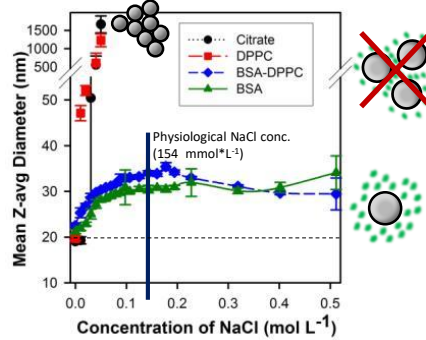 1500
1000
500
50
40
30
20
10
Mean Z-avg Diameter (nm)
Citrate
DPPC
BSA-DPPC
BSA
Physiological NaCl conc.
(154 mmol*L-1)
0.0 0.1 0.2 0.3 0.4 0.5
Concentration of NaCl (mol L-1)